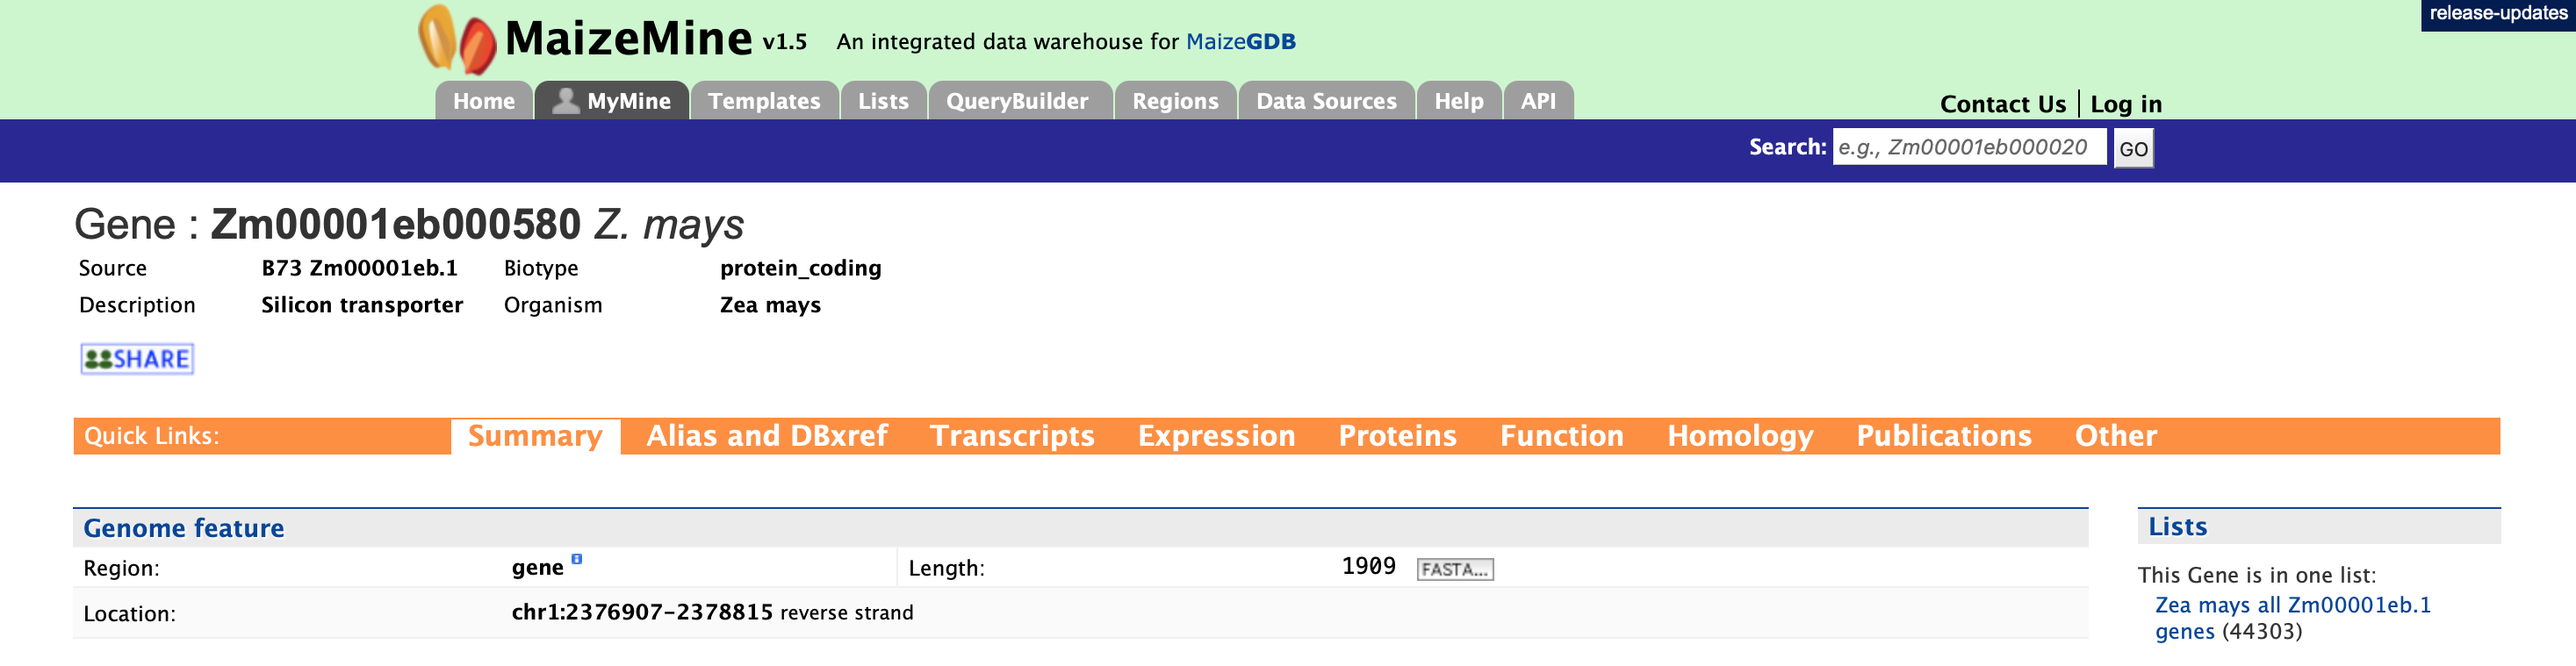 release-updates
MaizeMine v1.5 An integrated data warehouse for MaizeGDB
Home MyMine Templates Lists QueryBuilder Regions Data Sources Help API
Contact Us | Log in
Search: e.g., Zm00001eb000020 GO
Gene : Zm00001eb000580 Z. mays
Source B73 Zm00001eb.1 Biotype protein_coding
Description Silicon transporter Organism Zea mays
SHARE
Quick Links: Summary Alias and DBxref Transcripts Expression Proteins Function Homology Publications Other
Genome feature
Region: gene Length: 1909 FASTA...
Location: chr1:2376907-2378815 reverse strand
Lists
This Gene is in one list:
Zea mays all Zm00001eb.1
genes (44303)